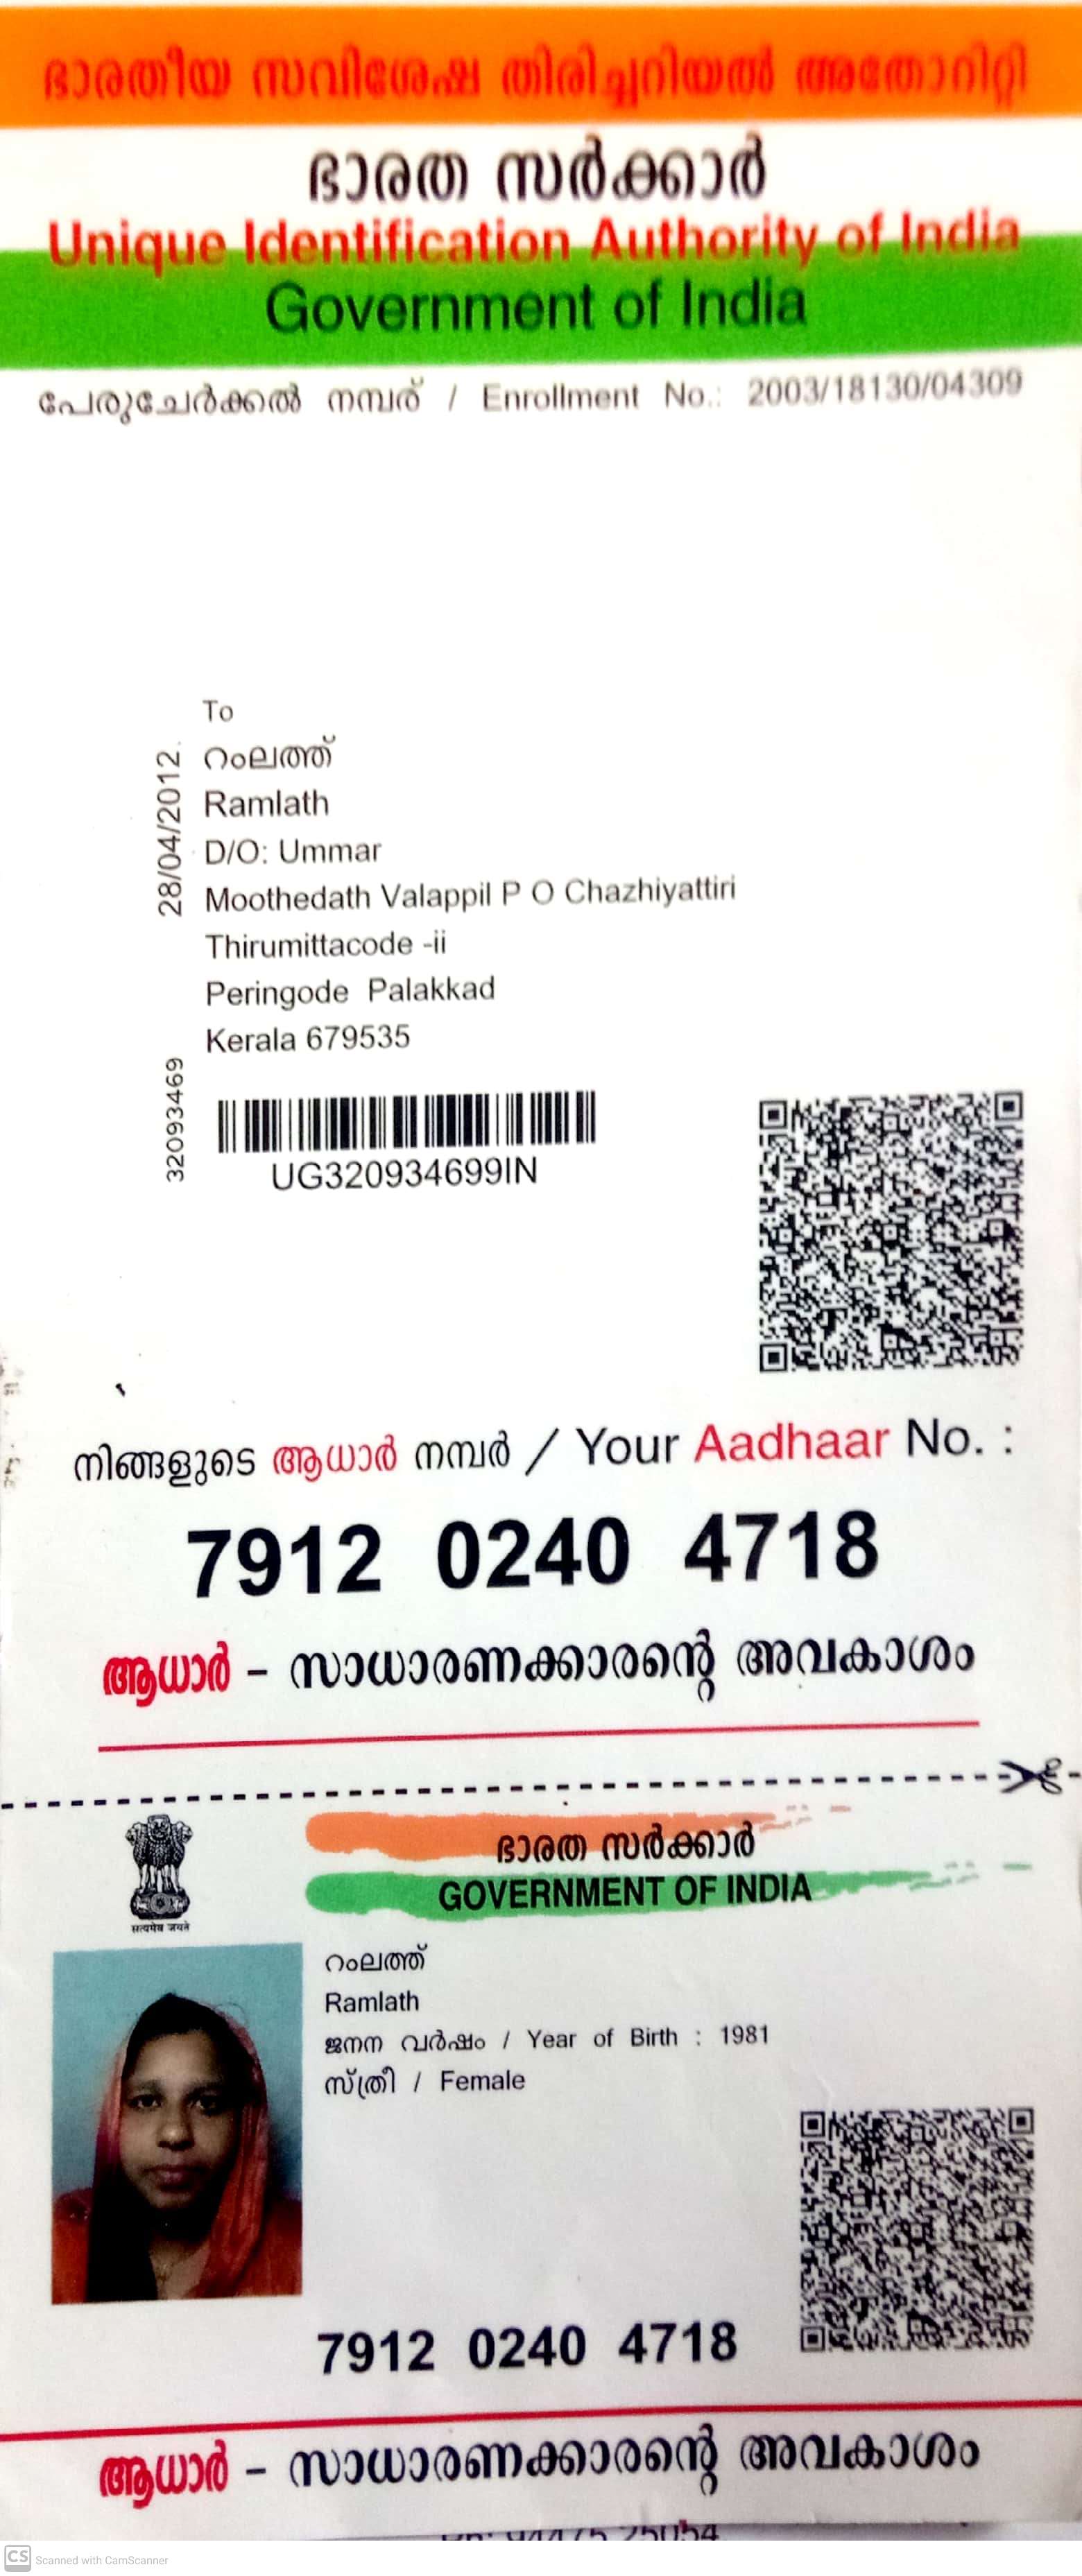 ഭാരതീയ സവിശേഷ തിരിച്ചറിയൽ അതോറിറ്റി
ഭാരത സർക്കാർ
Unique Identification Authority of India
Government of India
പേരുചേർക്കൽ നമ്പര് / Enrollment No.: 2003/18130/04309
To
റംലത്ത്
Ramlath
D/O: Ummar
Moothedath Valappil P O Chazhiyattiri
Thirumittacode -ii
Peringode Palakkad
Kerala 679535
28/04/2012
32093469
UG320934699IN
നിങ്ങളുടെ ആധാർ നമ്പർ / Your Aadhaar No. :
7912 0240 4718
ആധാർ – സാധാരണക്കാരന്റെ അവകാശം
सत्यमेव जयते
ഭാരത സർക്കാർ
GOVERNMENT OF INDIA
റംലത്ത്
Ramlath
ജനന വർഷം / Year of Birth : 1981
സ്ത്രീ / Female
7912 0240 4718
ആധാർ – സാധാരണക്കാരന്റെ അവകാശം
CS Scanned with CamScanner